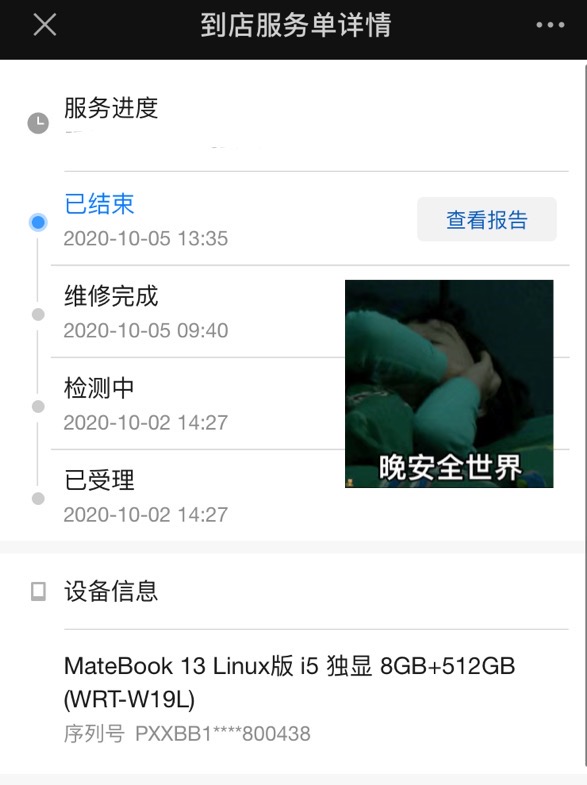 到店服务单详情
服务进度
已结束
2020-10-05 13:35
查看报告
维修完成
2020-10-05 09:40
检测中
2020-10-02 14:27
晚安全世界
已受理
2020-10-02 14:27
设备信息
MateBook 13 Linux版 i5 独显 8GB+512GB
(WRT-W19L)
序列号 PXXBB1****800438